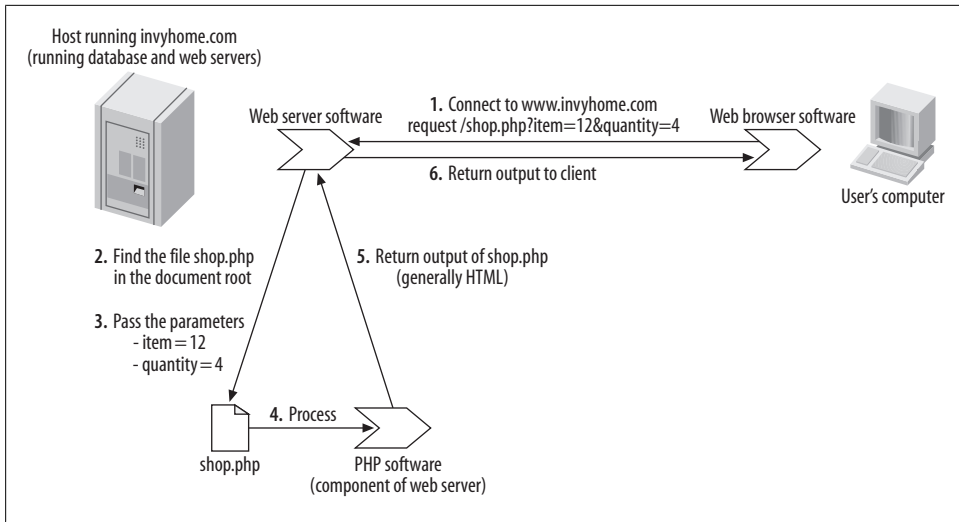 Host running invyhome.com
(running database and web servers)
Web server software
1. Connect to www.invyhome.com
request /shop.php?item=12&quantity=4
Web browser software
6. Return output to client
User's computer
2. Find the file shop.php
in the document root
5. Return output of shop.php
(generally HTML)
3. Pass the parameters
- item=12
- quantity=4
4. Process
shop.php
PHP software
(component of web server)